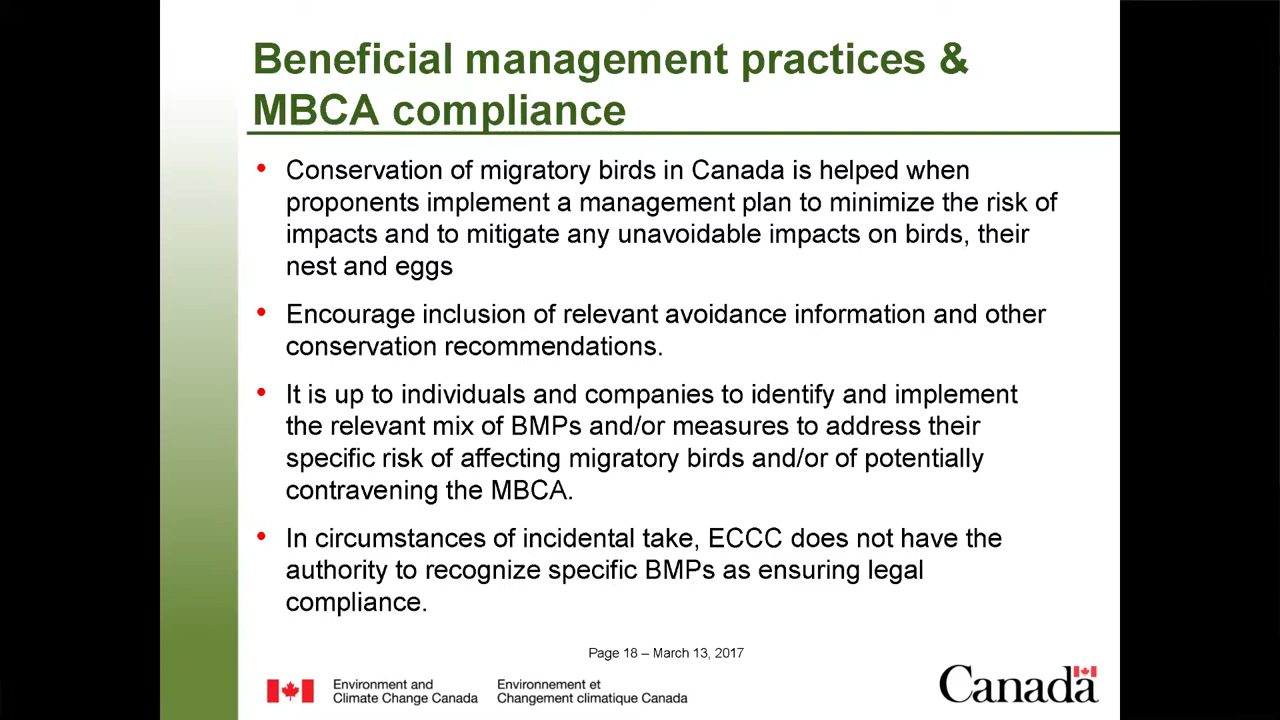 Beneficial management practices &
MBCA compliance
• Conservation of migratory birds in Canada is helped when
proponents implement a management plan to minimize the risk of
impacts and to mitigate any unavoidable impacts on birds, their
nest and eggs
• Encourage inclusion of relevant avoidance information and other
conservation recommendations.
• It is up to individuals and companies to identify and implement
the relevant mix of BMPs and/or measures to address their
specific risk of affecting migratory birds and/or of potentially
contravening the MBCA.
• In circumstances of incidental take, ECCC does not have the
authority to recognize specific BMPs as ensuring legal
compliance.
Page 18 – March 13, 2017
Environment and
Climate Change Canada
Environnement et
Changement climatique Canada
Canada